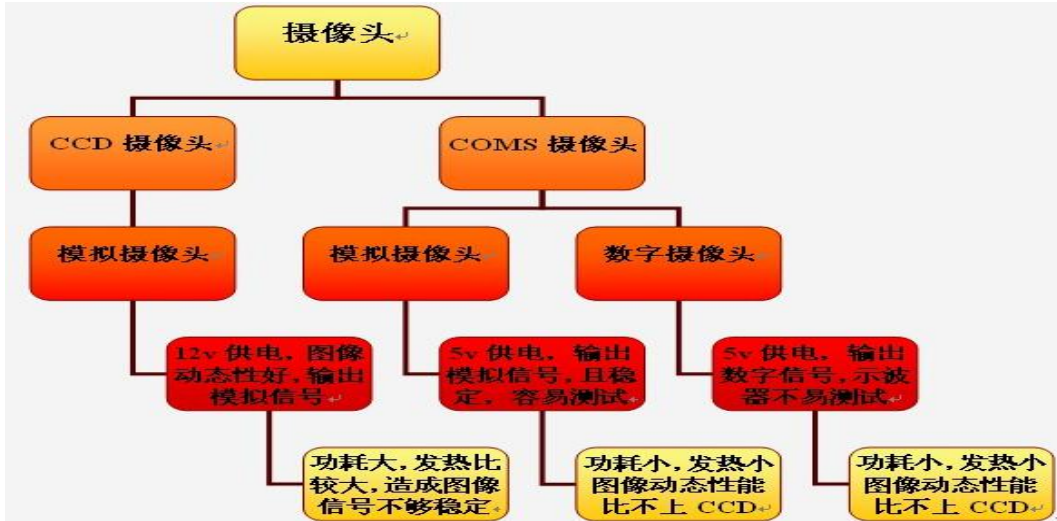 摄像头
CCD 摄像头
COMS 摄像头
模拟摄像头
模拟摄像头
数字摄像头
12v 供电，图像
动态性好，输出
模拟信号
5v 供电，输出
模拟信号，且稳
定，容易测试
5v 供电，输出
数字信号，示波
器不易测试
功耗大，发热比
较大，造成图像
信号不够稳定
功耗小，发热小
图像动态性能
比不上 CCD
功耗小，发热小
图像动态性能
比不上 CCD